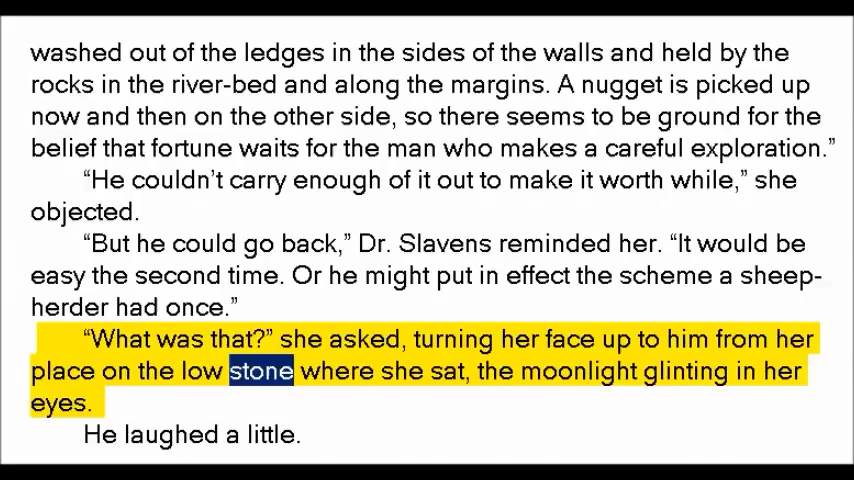 washed out of the ledges in the sides of the walls and held by the
rocks in the river-bed and along the margins. A nugget is picked up
now and then on the other side, so there seems to be ground for the
belief that fortune waits for the man who makes a careful exploration.”
“He couldn’t carry enough of it out to make it worth while,” she
objected.
“But he could go back,” Dr. Slavens reminded her. “It would be
easy the second time. Or he might put in effect the scheme a sheep-
herder had once.”
“What was that?” she asked, turning her face up to him from her
place on the low stone where she sat, the moonlight glinting in her
eyes.
He laughed a little.